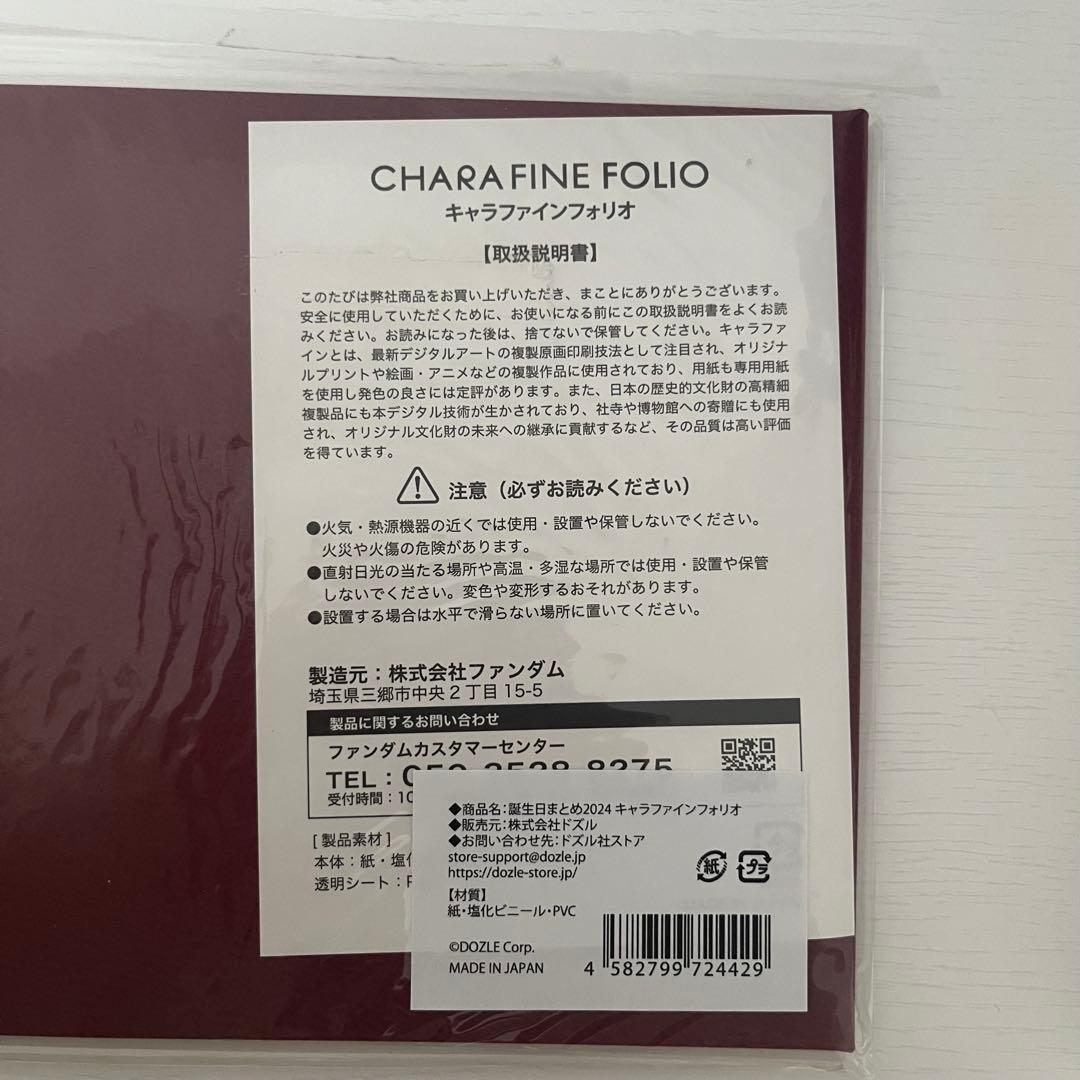 CHARAFINE FOLIO
キャラファインフォリオ
【取扱説明書】
このたびは弊社商品をお買い上げいただき、まことにありがとうございます。
安全に使用していただくために、お使いになる前にこの取扱説明書をよくお読
みください。お読みになった後は、捨てないで保管してください。キャラファ
インとは、最新デジタルアートの複製原画印刷技法として注目され、オリジナ
ルプリントや絵画・アニメなどの複製作品に使用されており、用紙も専用用紙
を使用し発色の良さには定評があります。また、日本の歴史的文化財の高精細
複製品にも本デジタル技術が生かされており、社寺や博物館への寄贈にも使用
され、オリジナル文化財の未来への継承に貢献するなど、その品質は高い評価
を得ています。
注意（必ずお読みください）
●火気・熱源機器の近くでは使用・設置や保管しないでください。
火災や火傷の危険があります。
●直射日光の当たる場所や高温・多湿な場所では使用・設置や保管
しないでください。変色や変形するおそれがあります。
●設置する場合は水平で滑らない場所に置いてください。
製造元：株式会社ファンダム
埼玉県三郷市中央2丁目15-5
製品に関するお問い合わせ
ファンダムカスタマーセンター
TEL：050-3528-8275
受付時間：10
[製品素材]
本体：紙・塩化
透明シート：P
◆商品名：誕生日まとめ2024 キャラファインフォリオ
◆販売元：株式会社ドズル
◆お問い合わせ先：ドズル社ストア
store-support@dozle.jp
https://dozle-store.jp/
紙 プラ
【材質】
紙・塩化ビニール・PVC
©DOZLE Corp.
MADE IN JAPAN
4 582799 724429